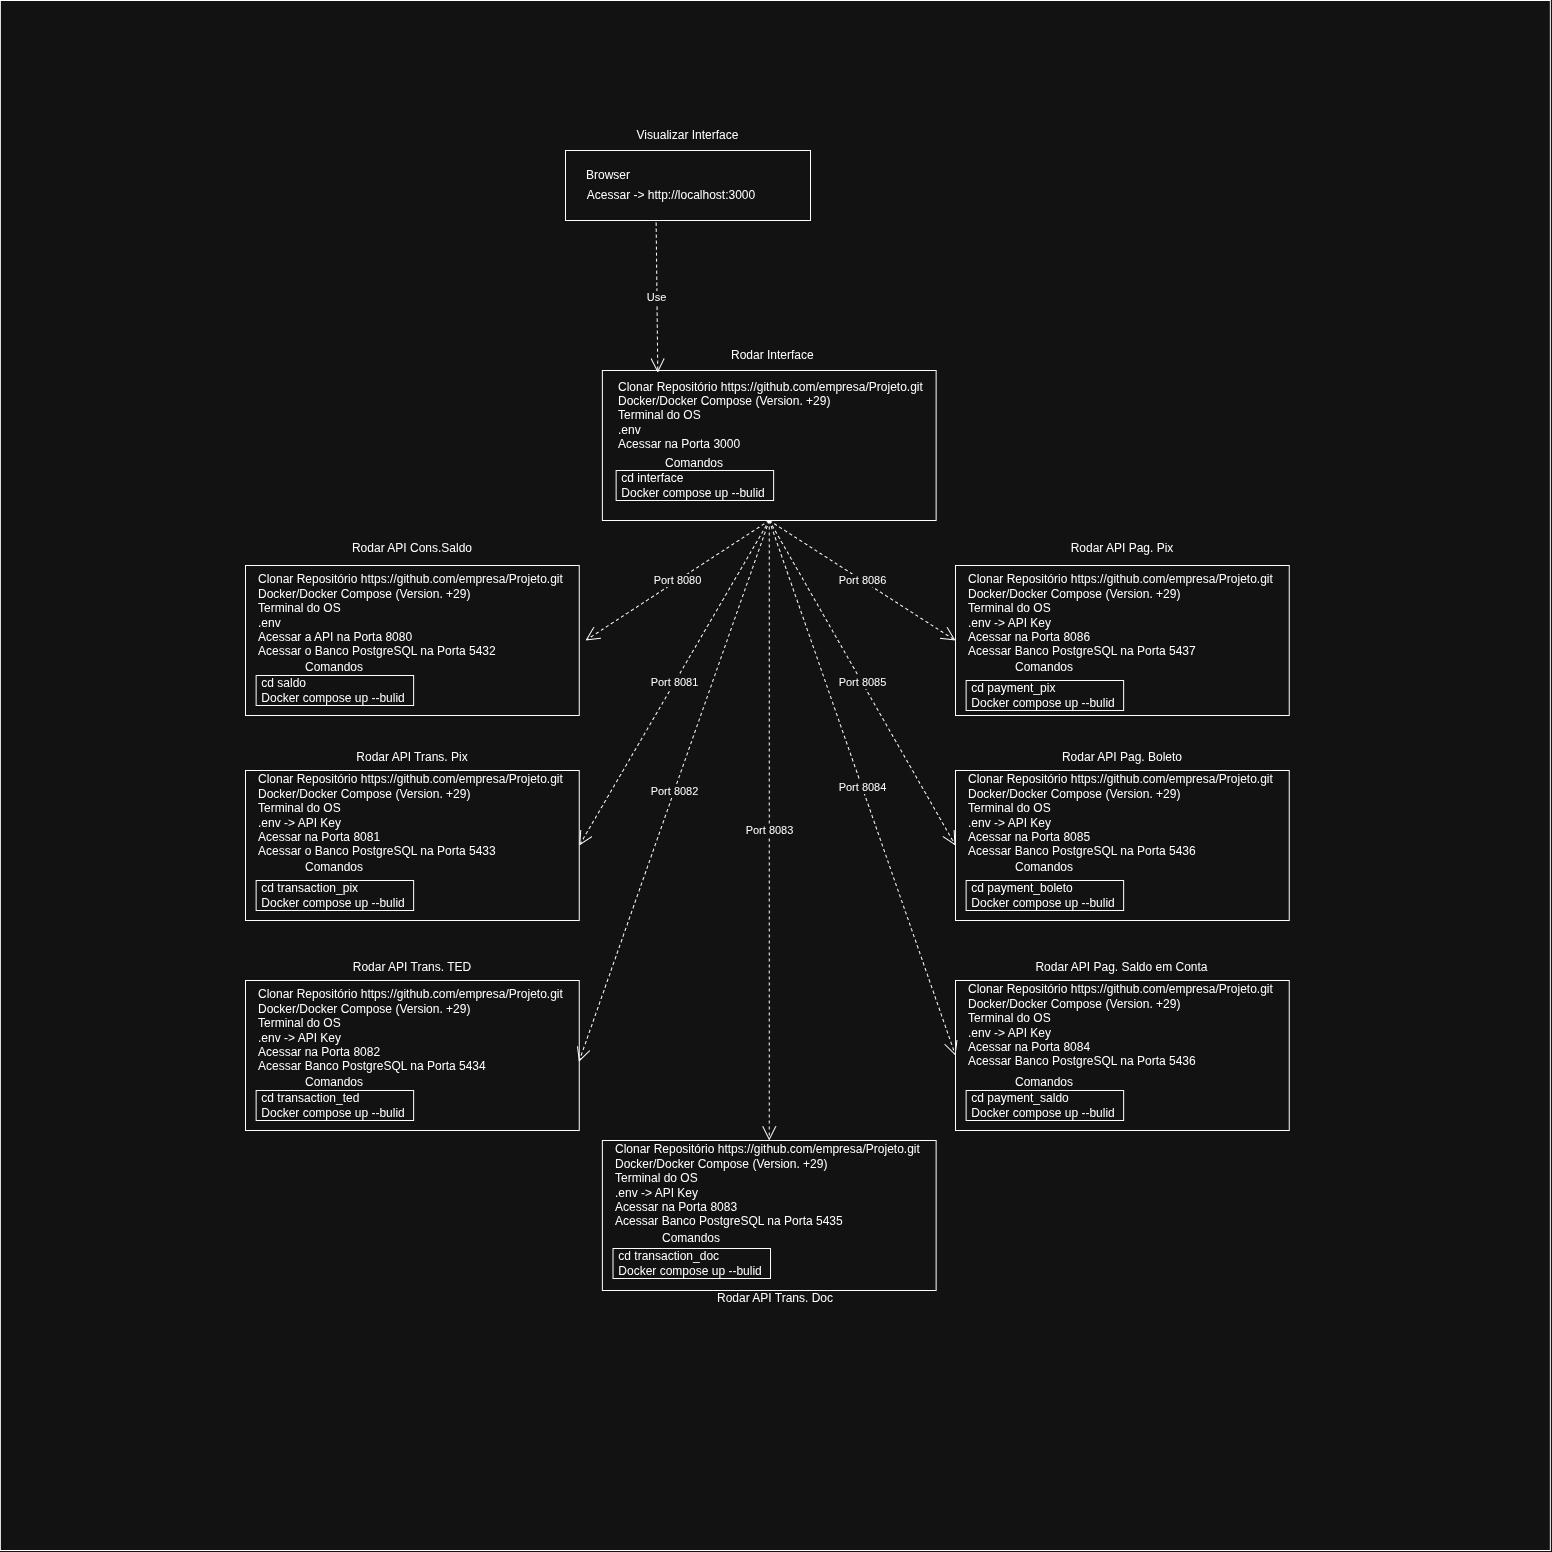 Visualizar Interface
Browser
Acessar -> http://localhost:3000
Use
Rodar Interface
Clonar Repositório https://github.com/empresa/Projeto.git
Docker/Docker Compose (Version. +29)
Terminal do OS
.env
Acessar na Porta 3000
Comandos
cd interface
Docker compose up --bulid
Port 8080
Port 8086
Port 8081
Port 8085
Port 8082
Port 8084
Port 8083
Rodar API Cons.Saldo
Clonar Repositório https://github.com/empresa/Projeto.git
Docker/Docker Compose (Version. +29)
Terminal do OS
.env
Acessar a API na Porta 8080
Acessar o Banco PostgreSQL na Porta 5432
Comandos
cd saldo
Docker compose up --bulid
Rodar API Pag. Pix
Clonar Repositório https://github.com/empresa/Projeto.git
Docker/Docker Compose (Version. +29)
Terminal do OS
.env -> API Key
Acessar na Porta 8086
Acessar Banco PostgreSQL na Porta 5437
Comandos
cd payment_pix
Docker compose up --bulid
Rodar API Trans. Pix
Clonar Repositório https://github.com/empresa/Projeto.git
Docker/Docker Compose (Version. +29)
Terminal do OS
.env -> API Key
Acessar na Porta 8081
Acessar o Banco PostgreSQL na Porta 5433
Comandos
cd transaction_pix
Docker compose up --bulid
Rodar API Pag. Boleto
Clonar Repositório https://github.com/empresa/Projeto.git
Docker/Docker Compose (Version. +29)
Terminal do OS
.env -> API Key
Acessar na Porta 8085
Acessar Banco PostgreSQL na Porta 5436
Comandos
cd payment_boleto
Docker compose up --bulid
Rodar API Trans. TED
Clonar Repositório https://github.com/empresa/Projeto.git
Docker/Docker Compose (Version. +29)
Terminal do OS
.env -> API Key
Acessar na Porta 8082
Acessar Banco PostgreSQL na Porta 5434
Comandos
cd transaction_ted
Docker compose up --bulid
Rodar API Pag. Saldo em Conta
Clonar Repositório https://github.com/empresa/Projeto.git
Docker/Docker Compose (Version. +29)
Terminal do OS
.env -> API Key
Acessar na Porta 8084
Acessar Banco PostgreSQL na Porta 5436
Comandos
cd payment_saldo
Docker compose up --bulid
Clonar Repositório https://github.com/empresa/Projeto.git
Docker/Docker Compose (Version. +29)
Terminal do OS
.env -> API Key
Acessar na Porta 8083
Acessar Banco PostgreSQL na Porta 5435
Comandos
cd transaction_doc
Docker compose up --bulid
Rodar API Trans. Doc